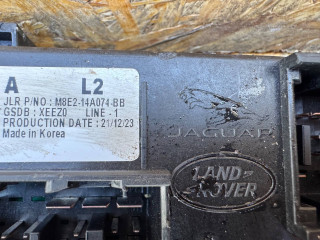 A L2
JLR P/NO : M8E2-14A074-BB
GSDB : XEEZ0 LINE - 1
PRODUCTION DATE : 21/12/23
Made in Korea
JAGUAR
LAND-
ROVER